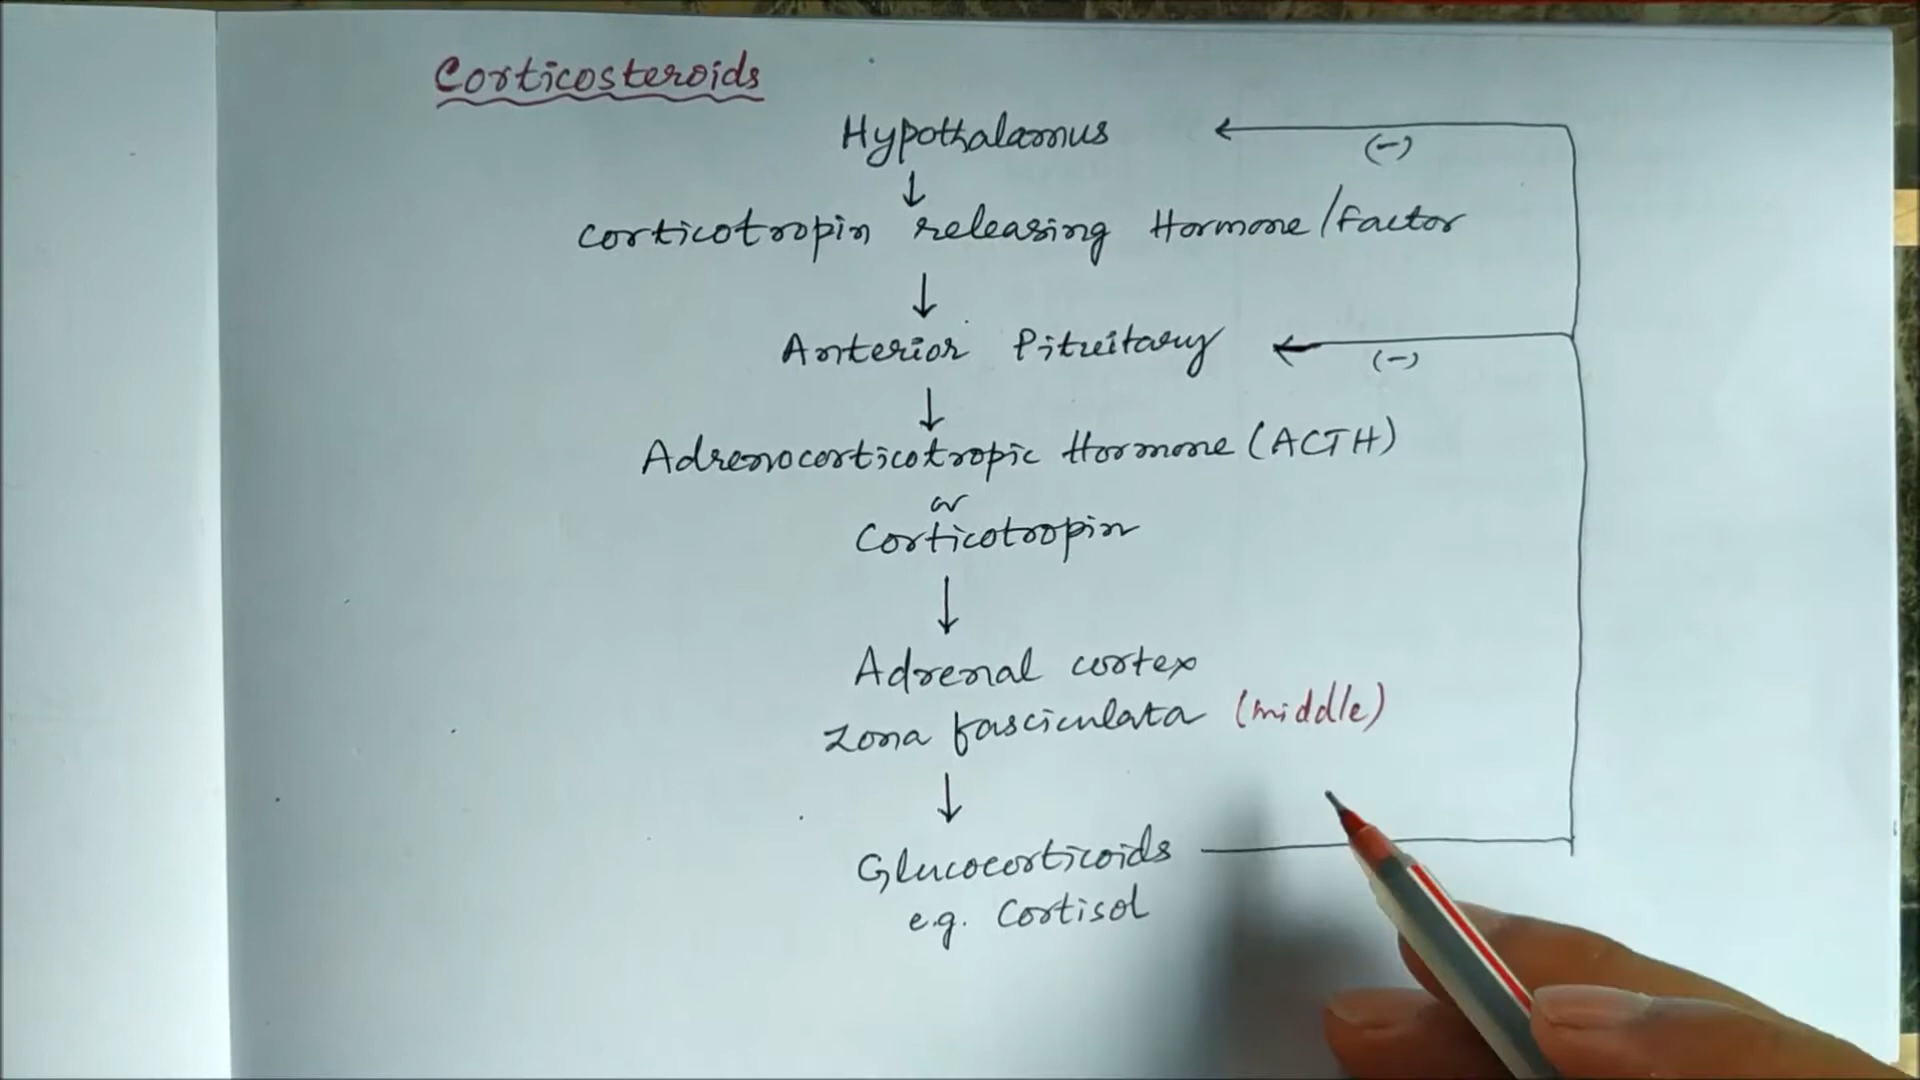 Corticosteroids
Hypothalamus
(-)
corticotropin releasing Hormone/factor
Anterior Pituitary
(-)
Adrenocorticotropic Hormone (ACTH)
or
Corticotropin
Adrenal cortex
Zona fasciculata (middle)
Glucocorticoids
e.g. Cortisol